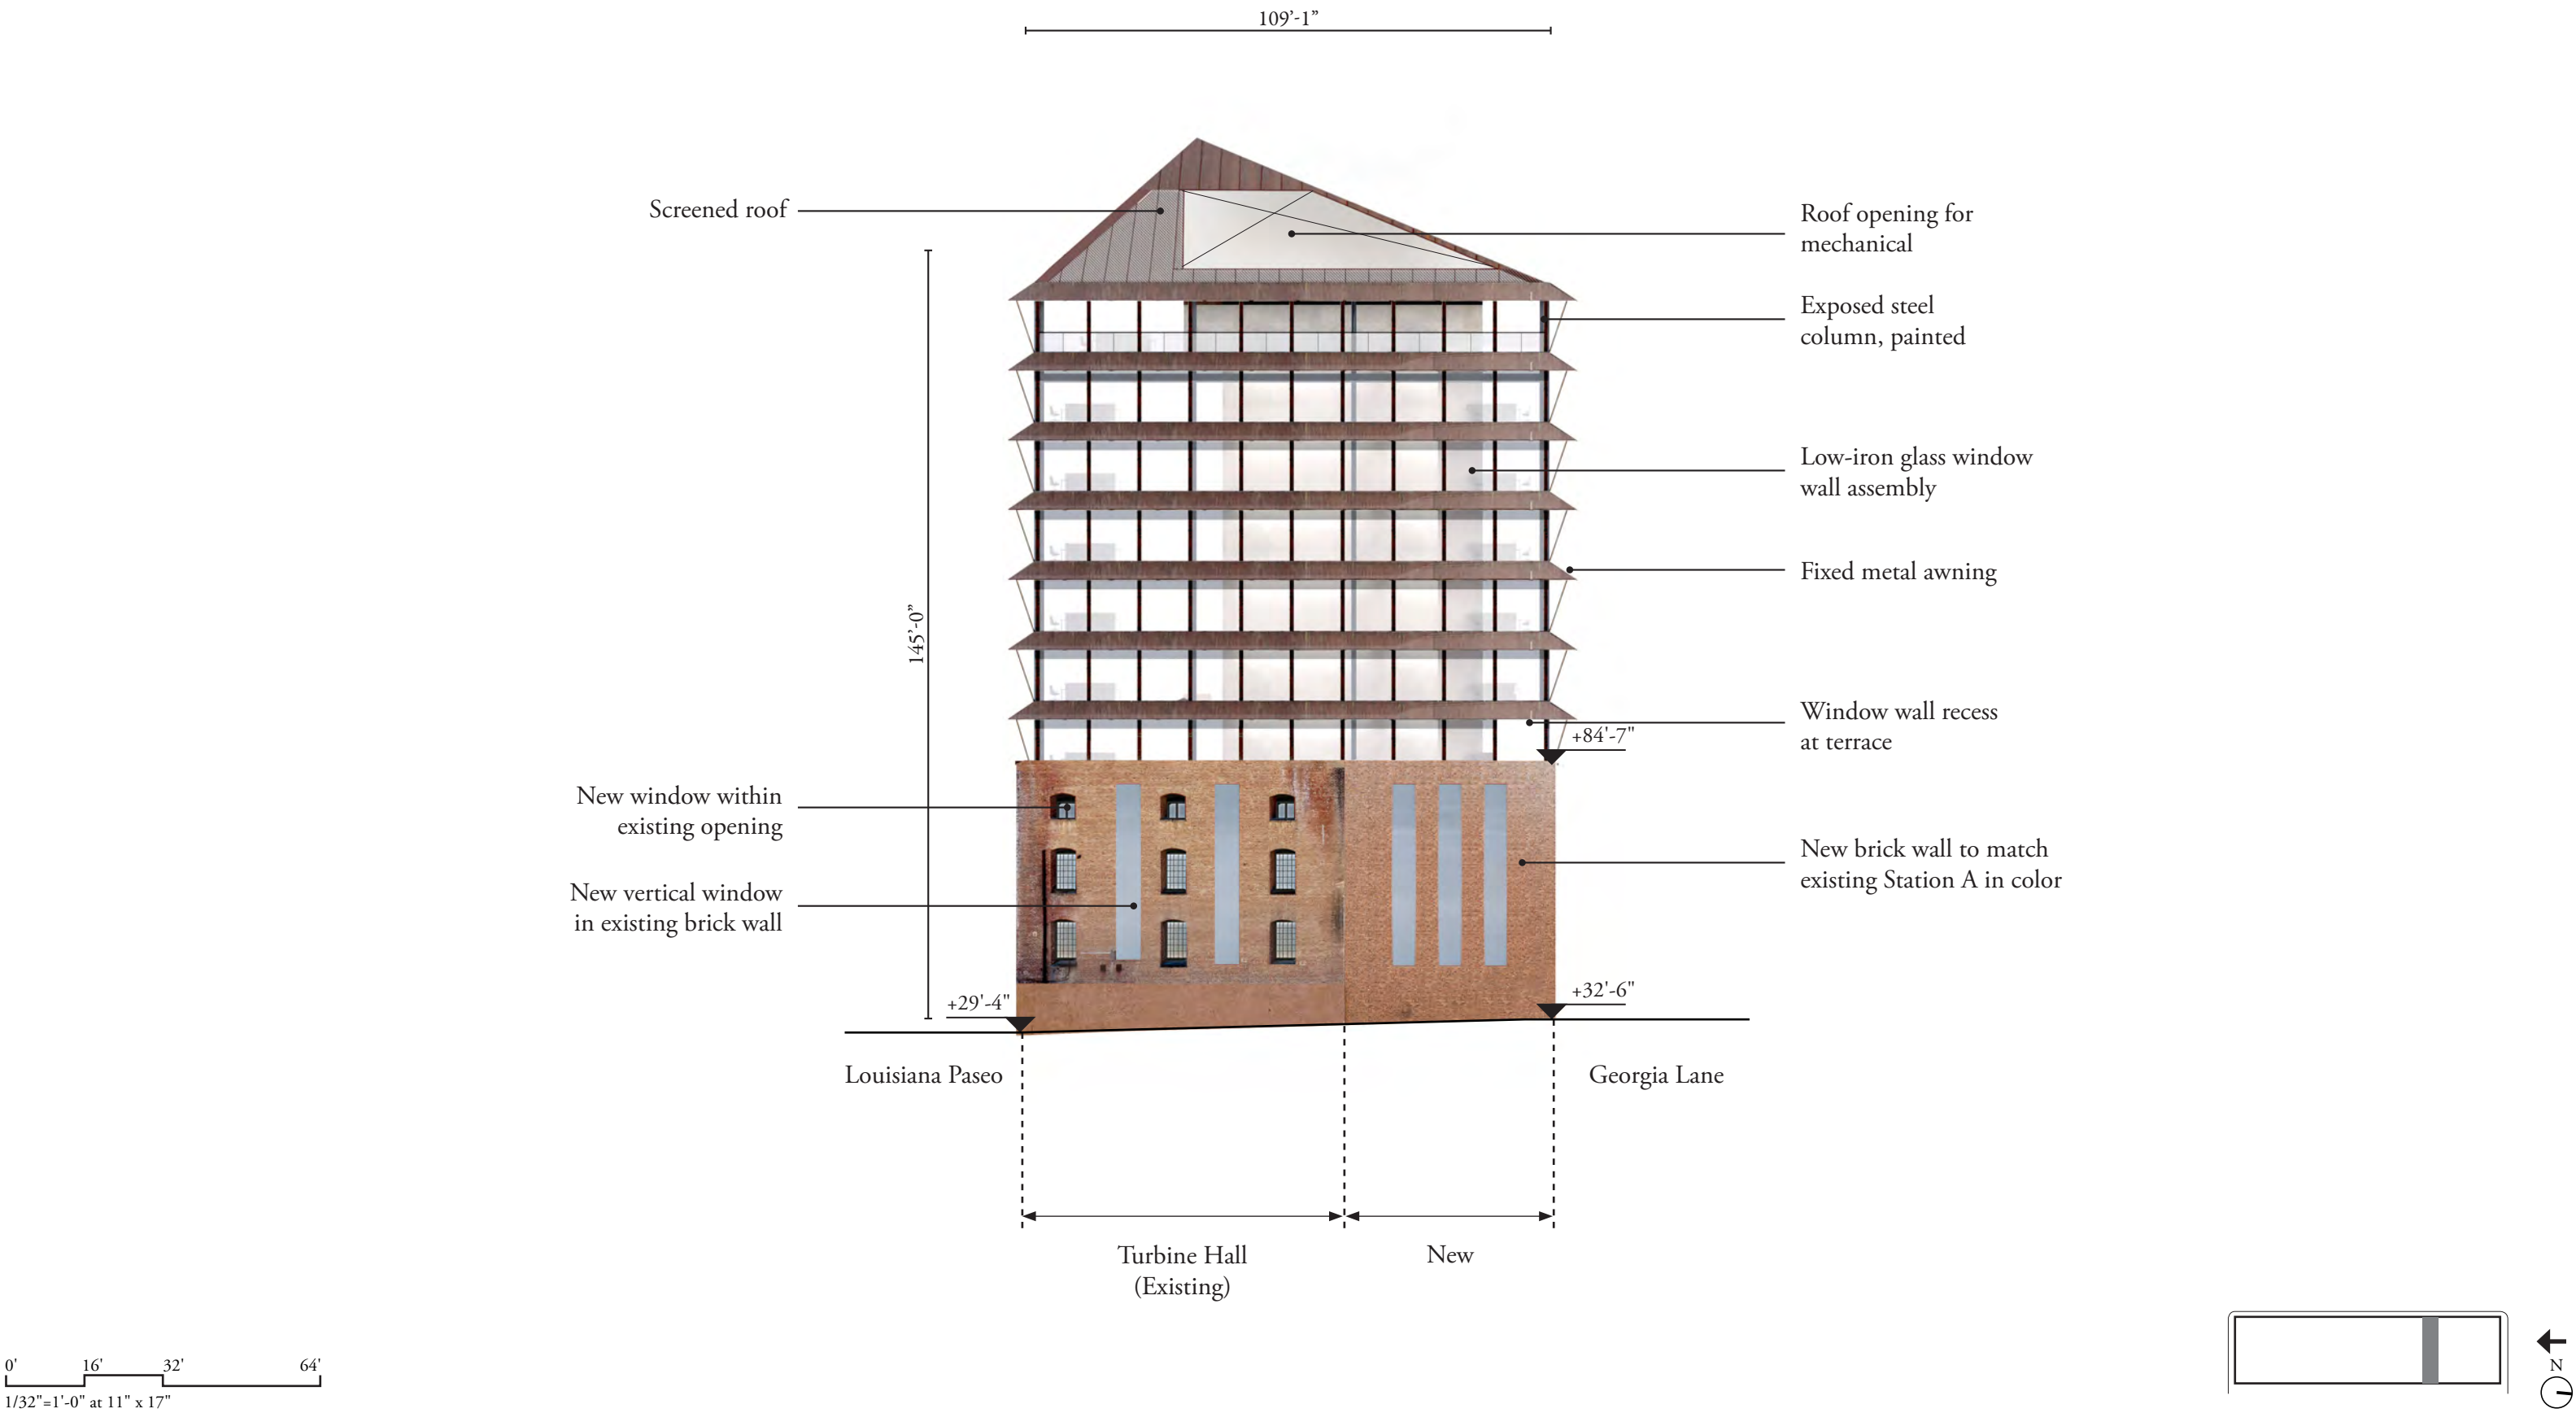 109’-1”
Screened roof
Roof opening for
mechanical
Exposed steel
column, painted
Low-iron glass window
wall assembly
Fixed metal awning
145’-0”
Window wall recess
at terrace
+84'-7"
New window within
existing opening
New vertical window
in existing brick wall
New brick wall to match
existing Station A in color
+29'-4"
+32'-6"
Louisiana Paseo
Georgia Lane
Turbine Hall
(Existing)
New
0' 16' 32' 64'
1/32"=1'-0" at 11" x 17"
N